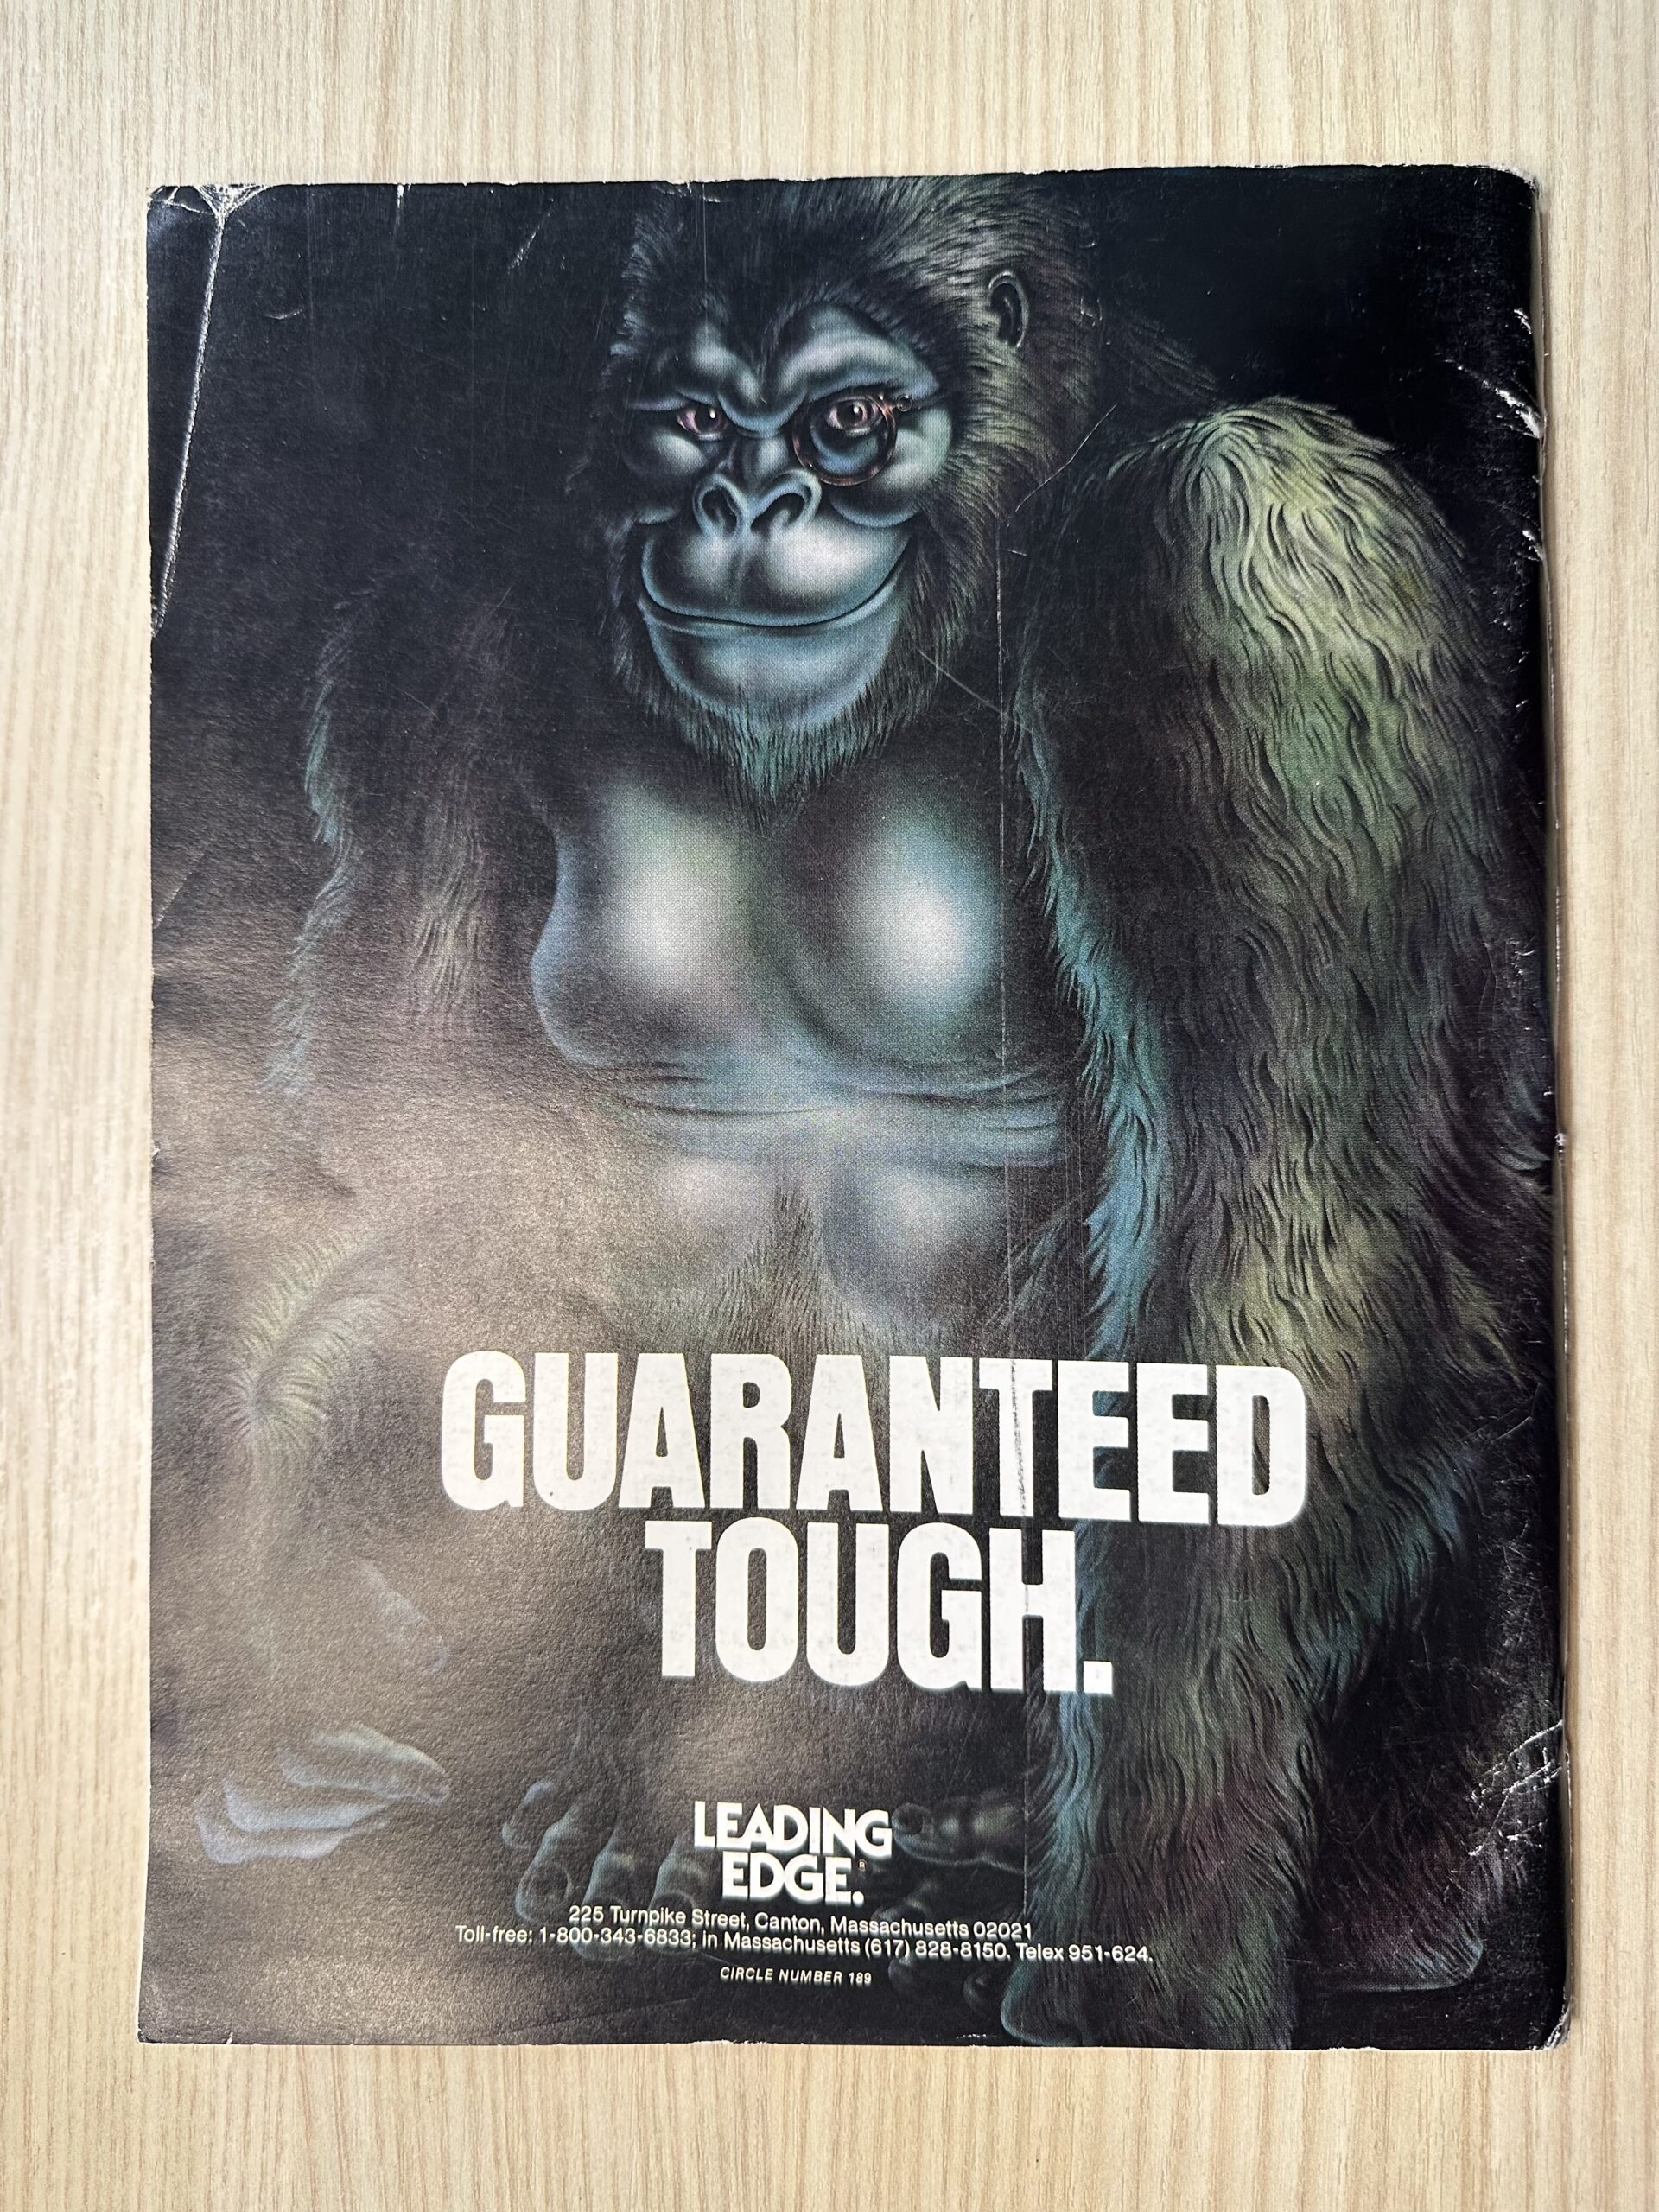 GUARANTEED
TOUGH.
LEADING
EDGE.®
225 Turnpike Street, Canton, Massachusetts 02021
Toll-free: 1-800-343-6833; in Massachusetts (617) 828-8150, Telex 951-624.
CIRCLE NUMBER 189